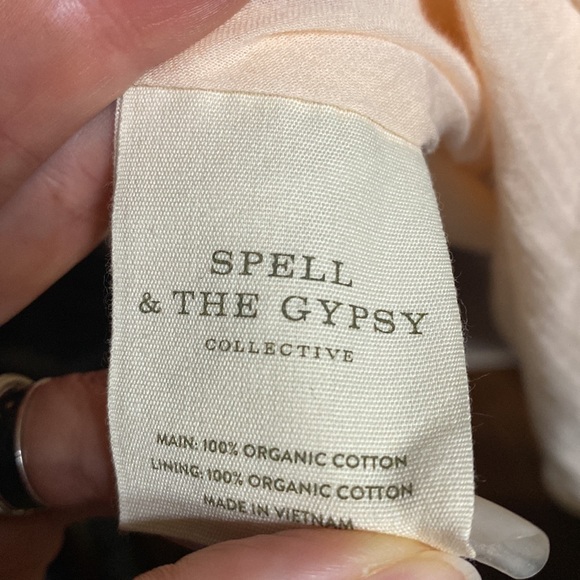 SPELL
& THE GYPSY
COLLECTIVE
MAIN: 100% ORGANIC COTTON
LINING: 100% ORGANIC COTTON
MADE IN VIETNAM